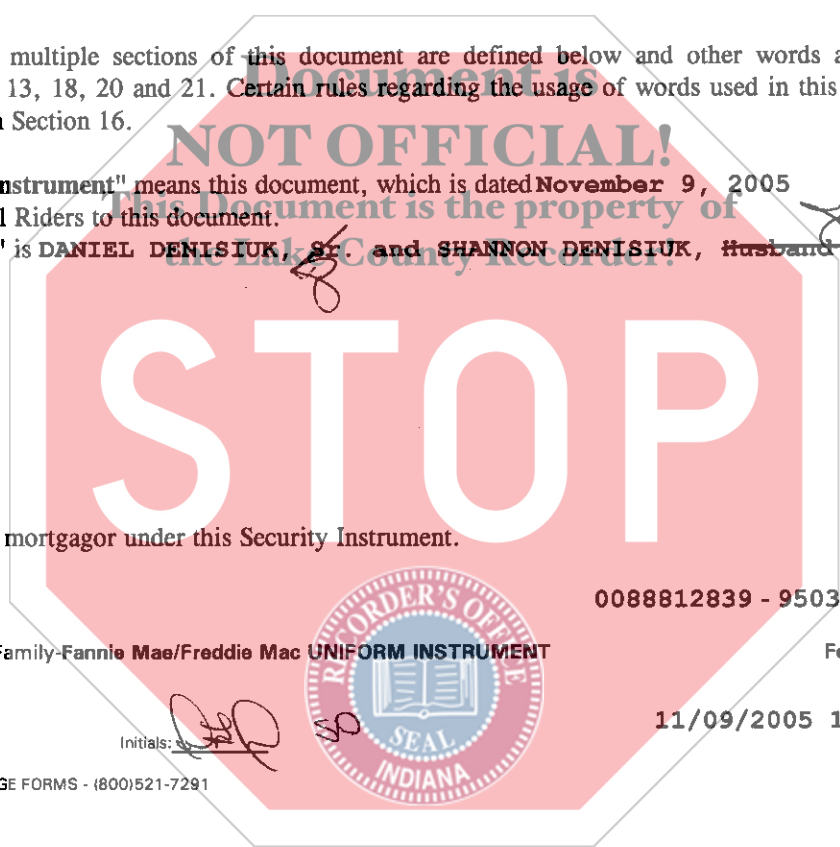 multiple sections of this document are defined below and other words a
Document is
13, 18, 20 and 21. Certain rules regarding the usage of words used in this
Section 16.
NOT OFFICIAL!
nstrument" means this document, which is dated November 9, 2005
This Document is the property of
l Riders to this document.
" is DANIEL DENISIUK, Sr. and SHANNON DENISIUK, Husband
the Lake County Recorder!
STOP
mortgagor under this Security Instrument.
0088812839 - 9503
RECORDER'S OFFICE
amily-Fannie Mae/Freddie Mac UNIFORM INSTRUMENT
Fe
11/09/2005 1
Initials:
SEAL
INDIANA
GE FORMS - (800)521-7291